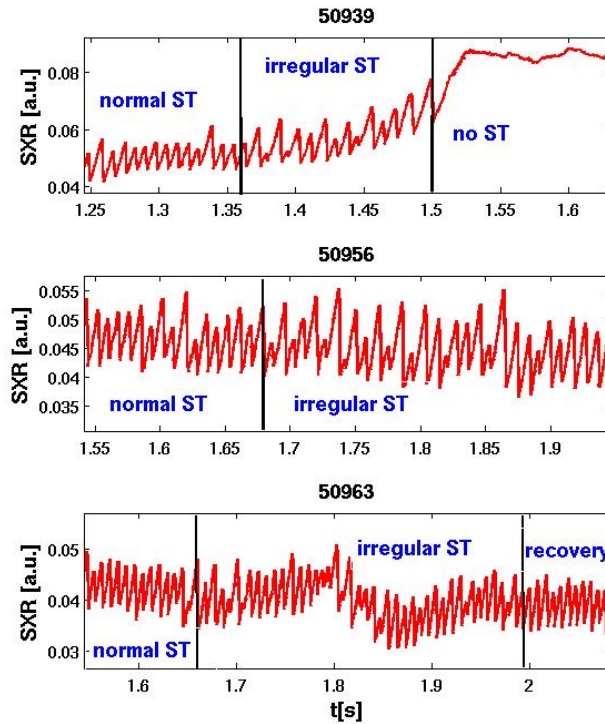 50939
irregular ST
normal ST
no ST
SXR [a.u.]
0.08
0.06
0.04
1.25 1.3 1.35 1.4 1.45 1.5 1.55 1.6
50956
SXR [a.u.]
0.055
0.05
0.045
0.04
0.035
normal ST irregular ST
1.55 1.6 1.65 1.7 1.75 1.8 1.85 1.9
50963
irregular ST recovery
SXR [a.u.]
0.05
0.04
0.03
normal ST
1.6 1.7 1.8 1.9 2
t[s]